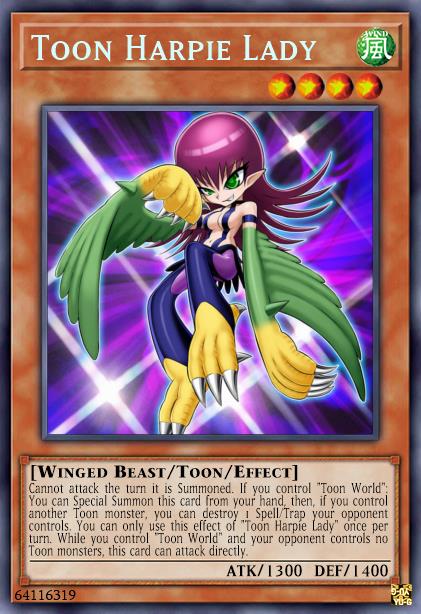 TOON HARPIE LADY
WIND
風
[WINGED BEAST/TOON/EFFECT]
Cannot attack the turn it is Summoned. If you control "Toon World":
You can Special Summon this card from your hand, then, if you control
another Toon monster, you can destroy 1 Spell/Trap your opponent
controls. You can only use this effect of "Toon Harpie Lady" once per
turn. While you control "Toon World" and your opponent controls no
Toon monsters, this card can attack directly.
ATK/1300 DEF/1400
64116319